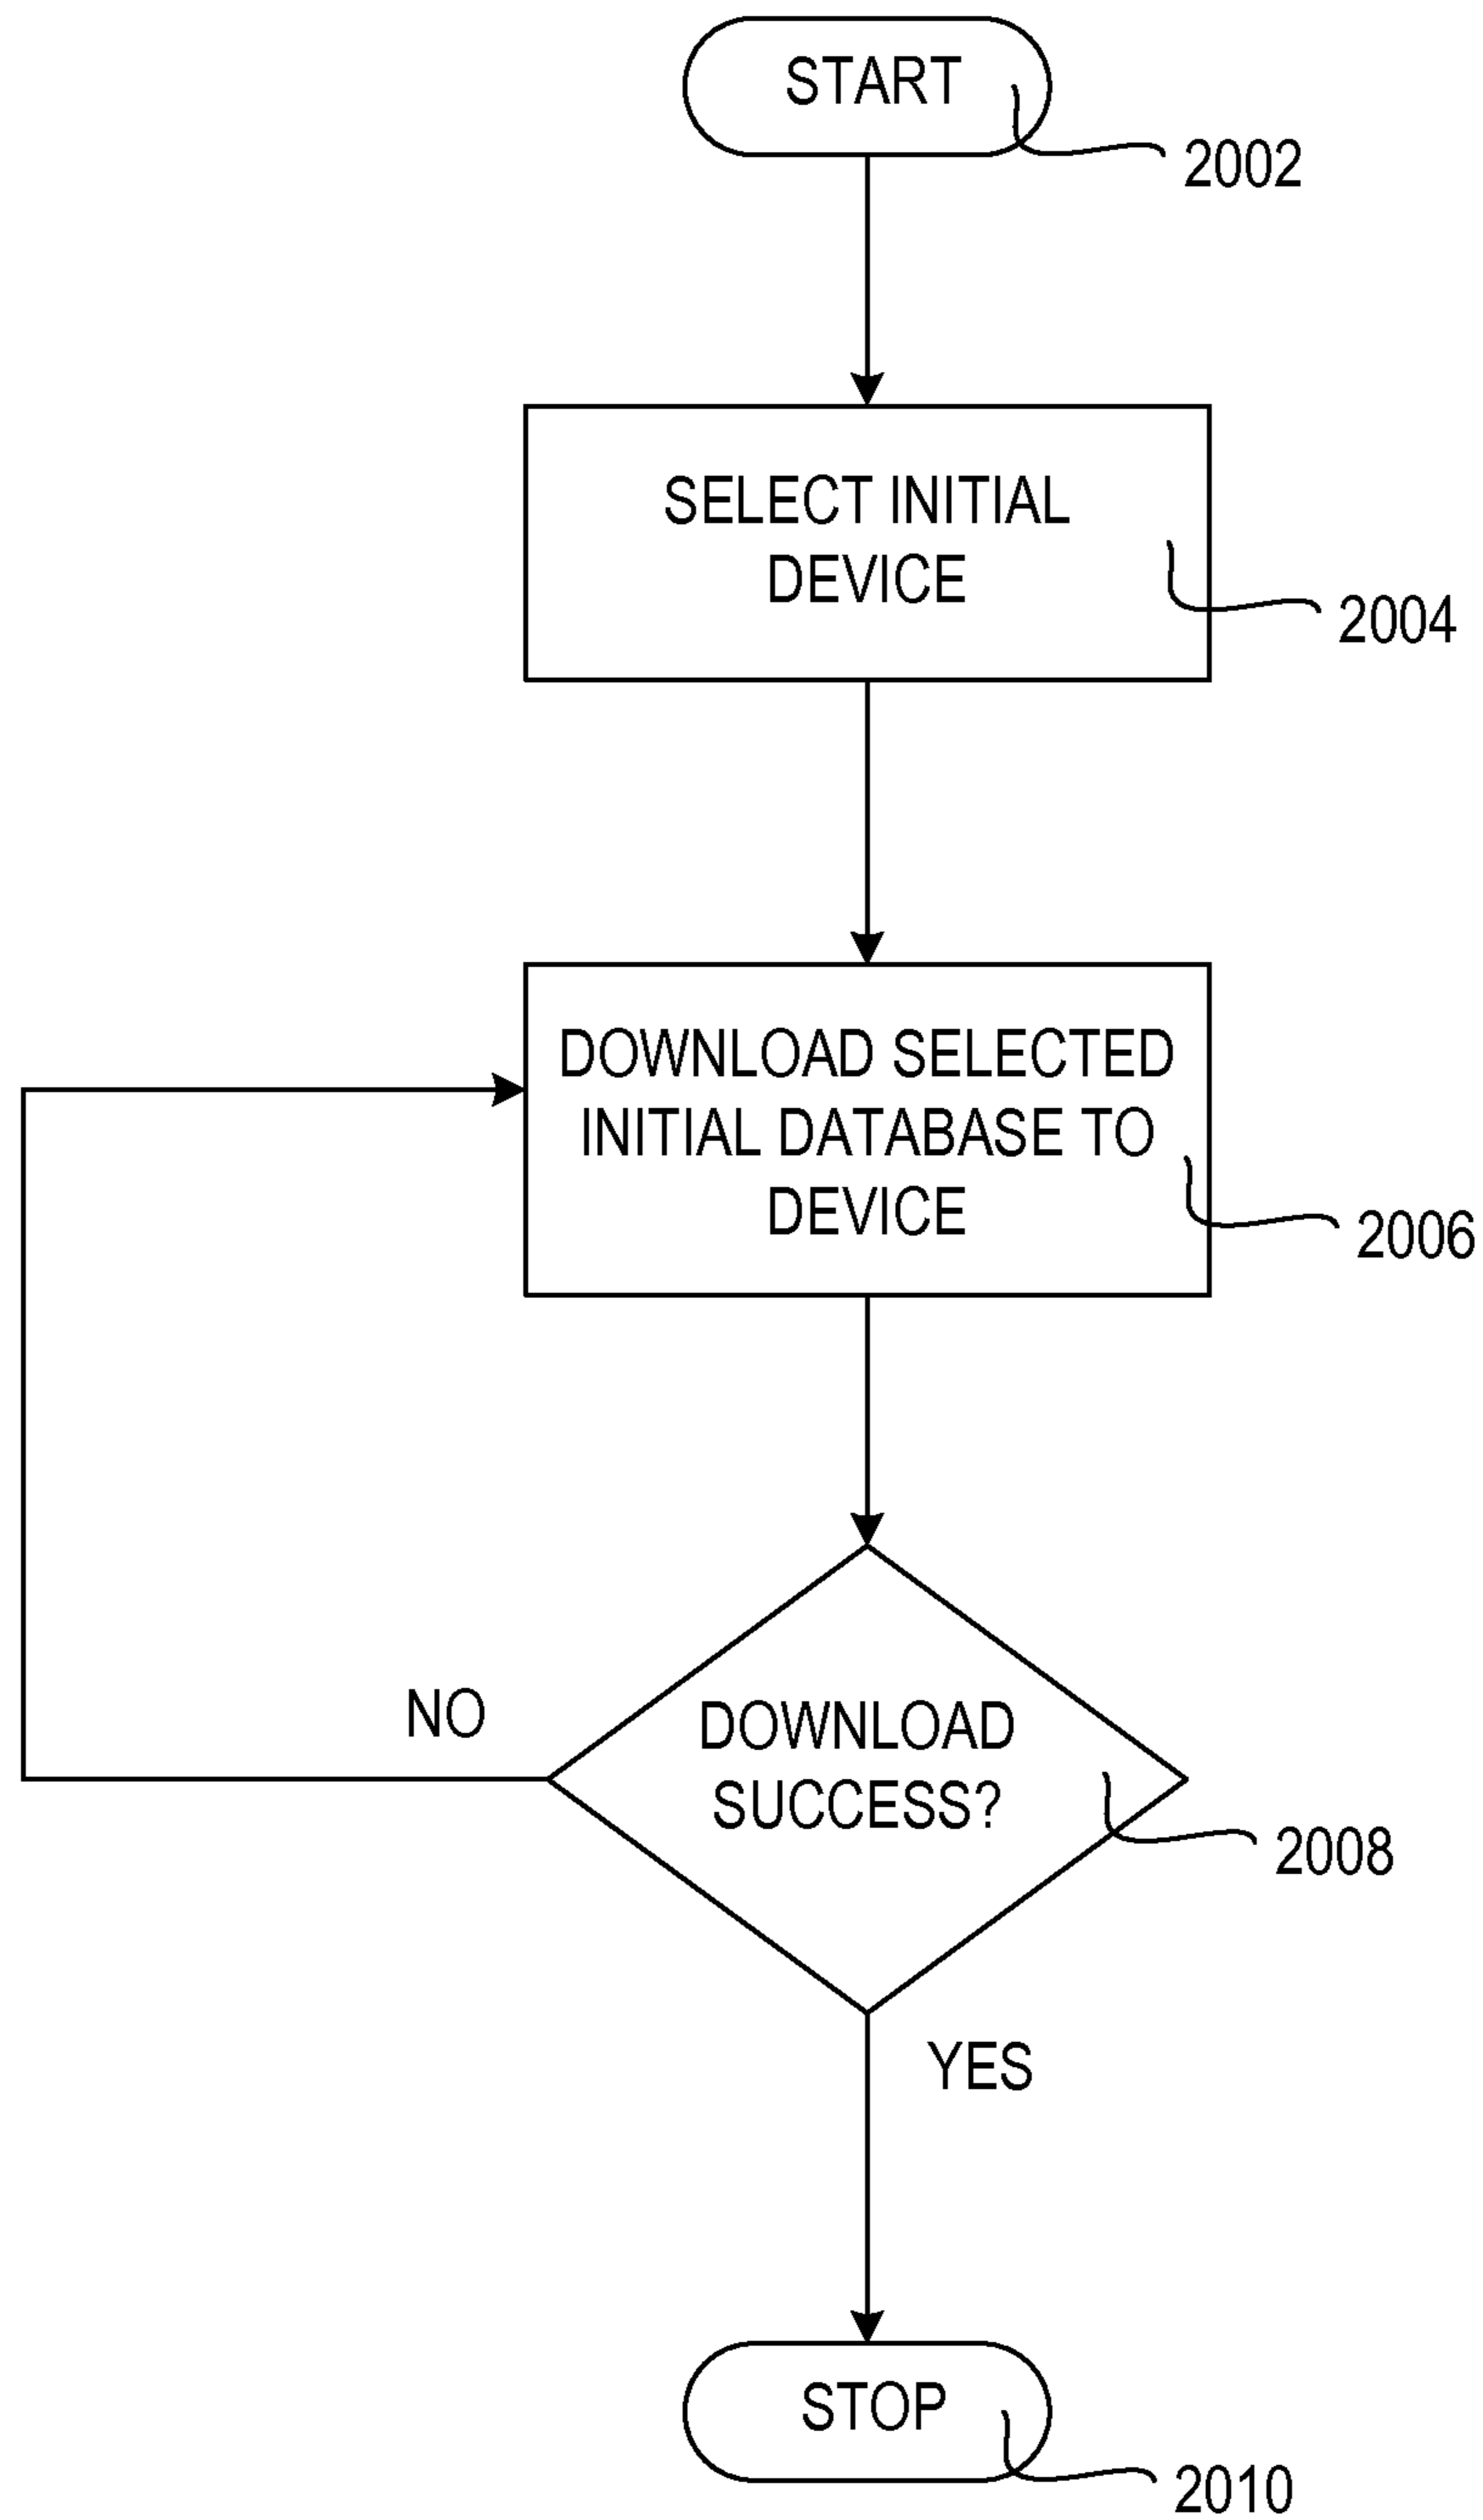 START
2002
SELECT INITIAL
DEVICE
2004
DOWNLOAD SELECTED
INITIAL DATABASE TO
DEVICE
2006
NO
DOWNLOAD
SUCCESS?
2008
YES
STOP
2010